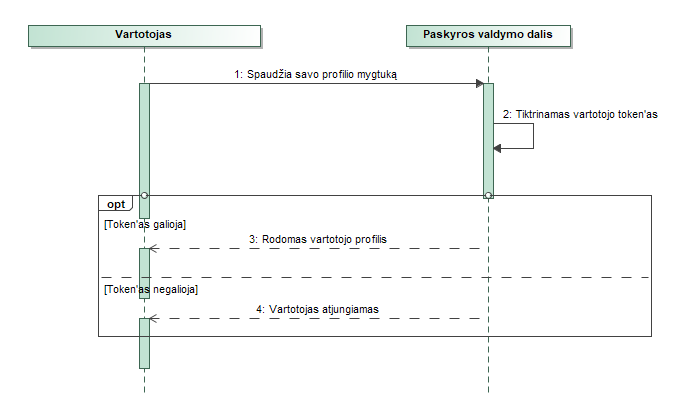 Vartotojas
Paskyros valdymo dalis
1: Spaudžia savo profilio mygtuką
2: Tiktrinamas vartotojo token'as
opt
[Token'as galioja]
3: Rodomas vartotojo profilis
[Token'as negalioja]
4: Vartotojas atjungiamas